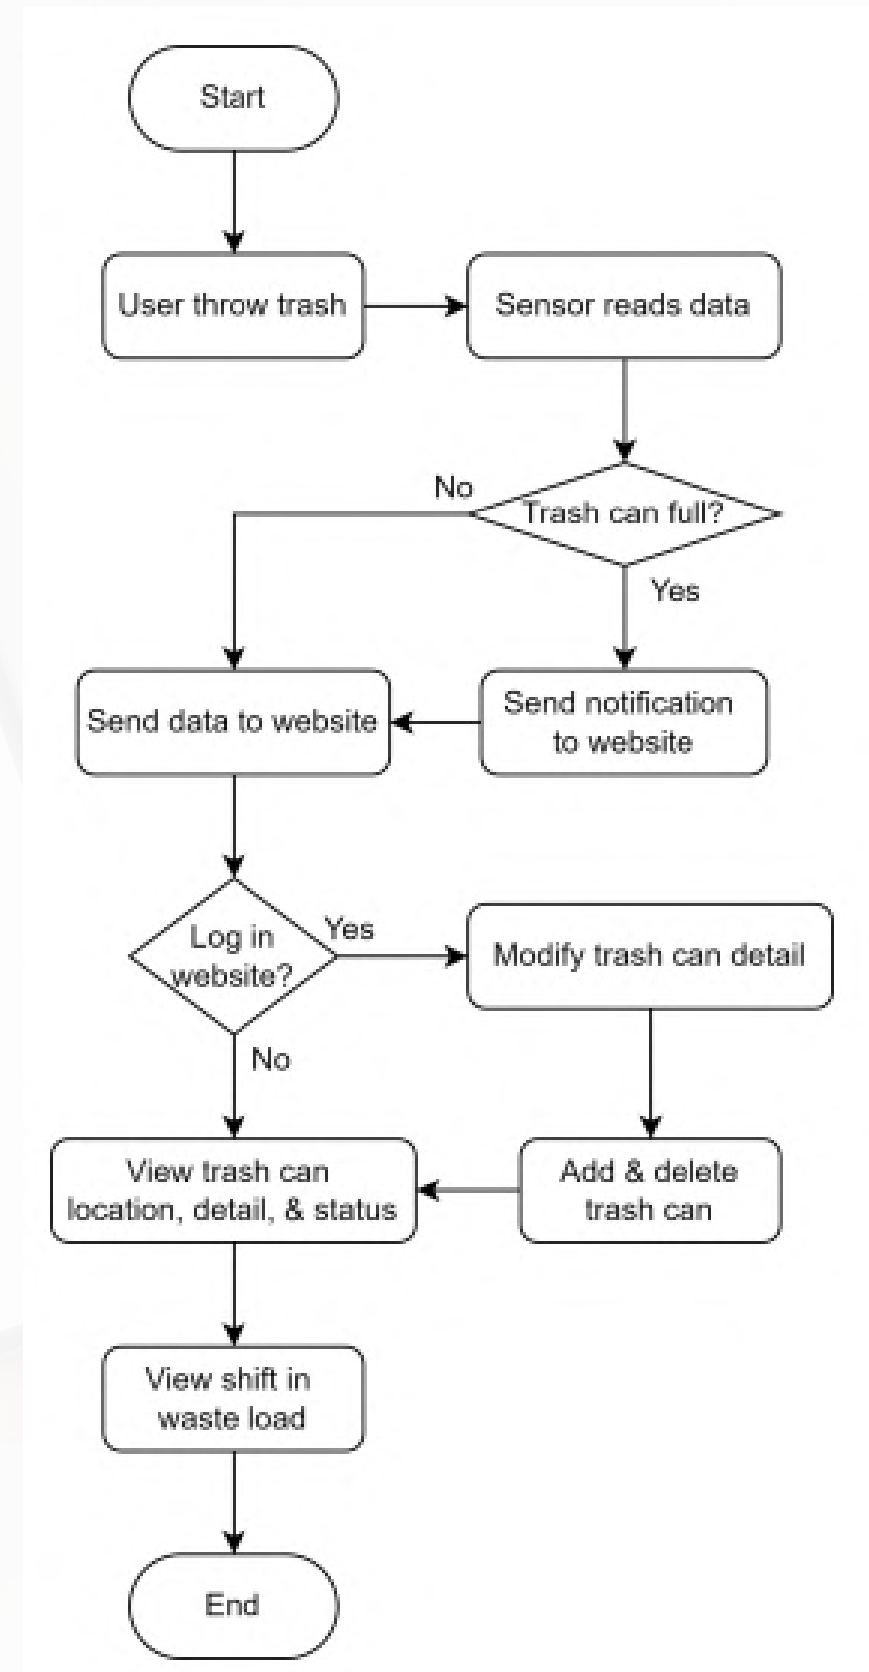 Start
User throw trash
Sensor reads data
No
Trash can full?
Yes
Send data to website
Send notification
to website
Log in
website?
Yes
Modify trash can detail
No
View trash can
location, detail, & status
Add & delete
trash can
View shift in
waste load
End